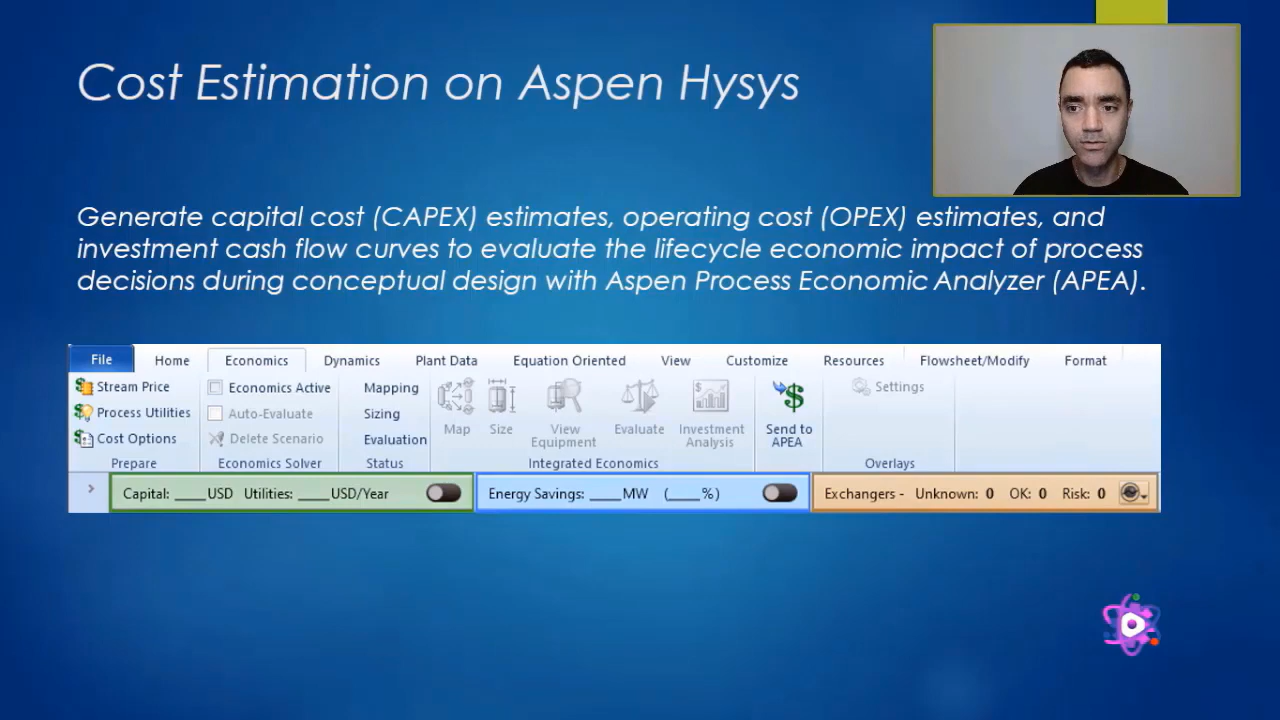 Cost Estimation on Aspen Hysys
Generate capital cost (CAPEX) estimates, operating cost (OPEX) estimates, and
investment cash flow curves to evaluate the lifecycle economic impact of process
decisions during conceptual design with Aspen Process Economic Analyzer (APEA).
File Home Economics Dynamics Plant Data Equation Oriented View Customize Resources Flowsheet/Modify Format
Stream Price Economics Active Mapping Settings
Process Utilities Auto-Evaluate Sizing
Cost Options Delete Scenario Evaluation
Map Size View Equipment Evaluate Investment Analysis Send to APEA
Prepare Economics Solver Status Integrated Economics Overlays
Capital: ____USD Utilities: ____USD/Year Energy Savings: ____MW (____%) Exchangers - Unknown: 0 OK: 0 Risk: 0